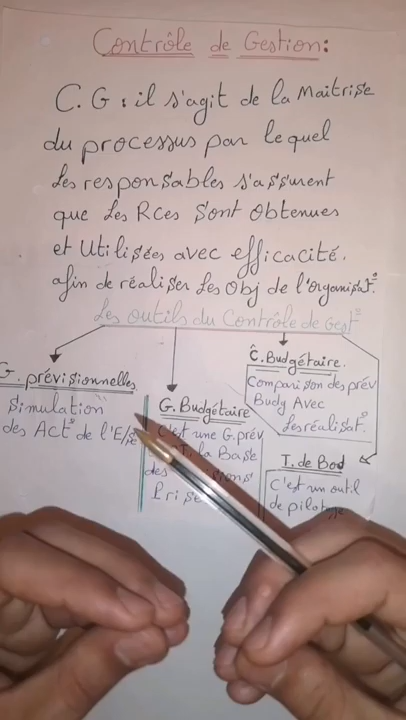 Contrôle de Gestion:
C.G: il s'agit de la Maitrise
du processus par lequel
Les responsables s'assurent
que Les RCes Sont Obtenues
et Utilisées avec efficacité.
afin de réaliser Les Obj de l'Organisat°.
Les outils du Contrôle de Gest°
G. prévisionnelles
Simulation
des Act° de l'E/se
G. Budgétaire
C'est une G.prév
la Base
des
Prise
C. Budgétaire.
Comparaison des prév
Budg Avec
Les réalisat°
T. de Bod
C'est un outil
de pilotage